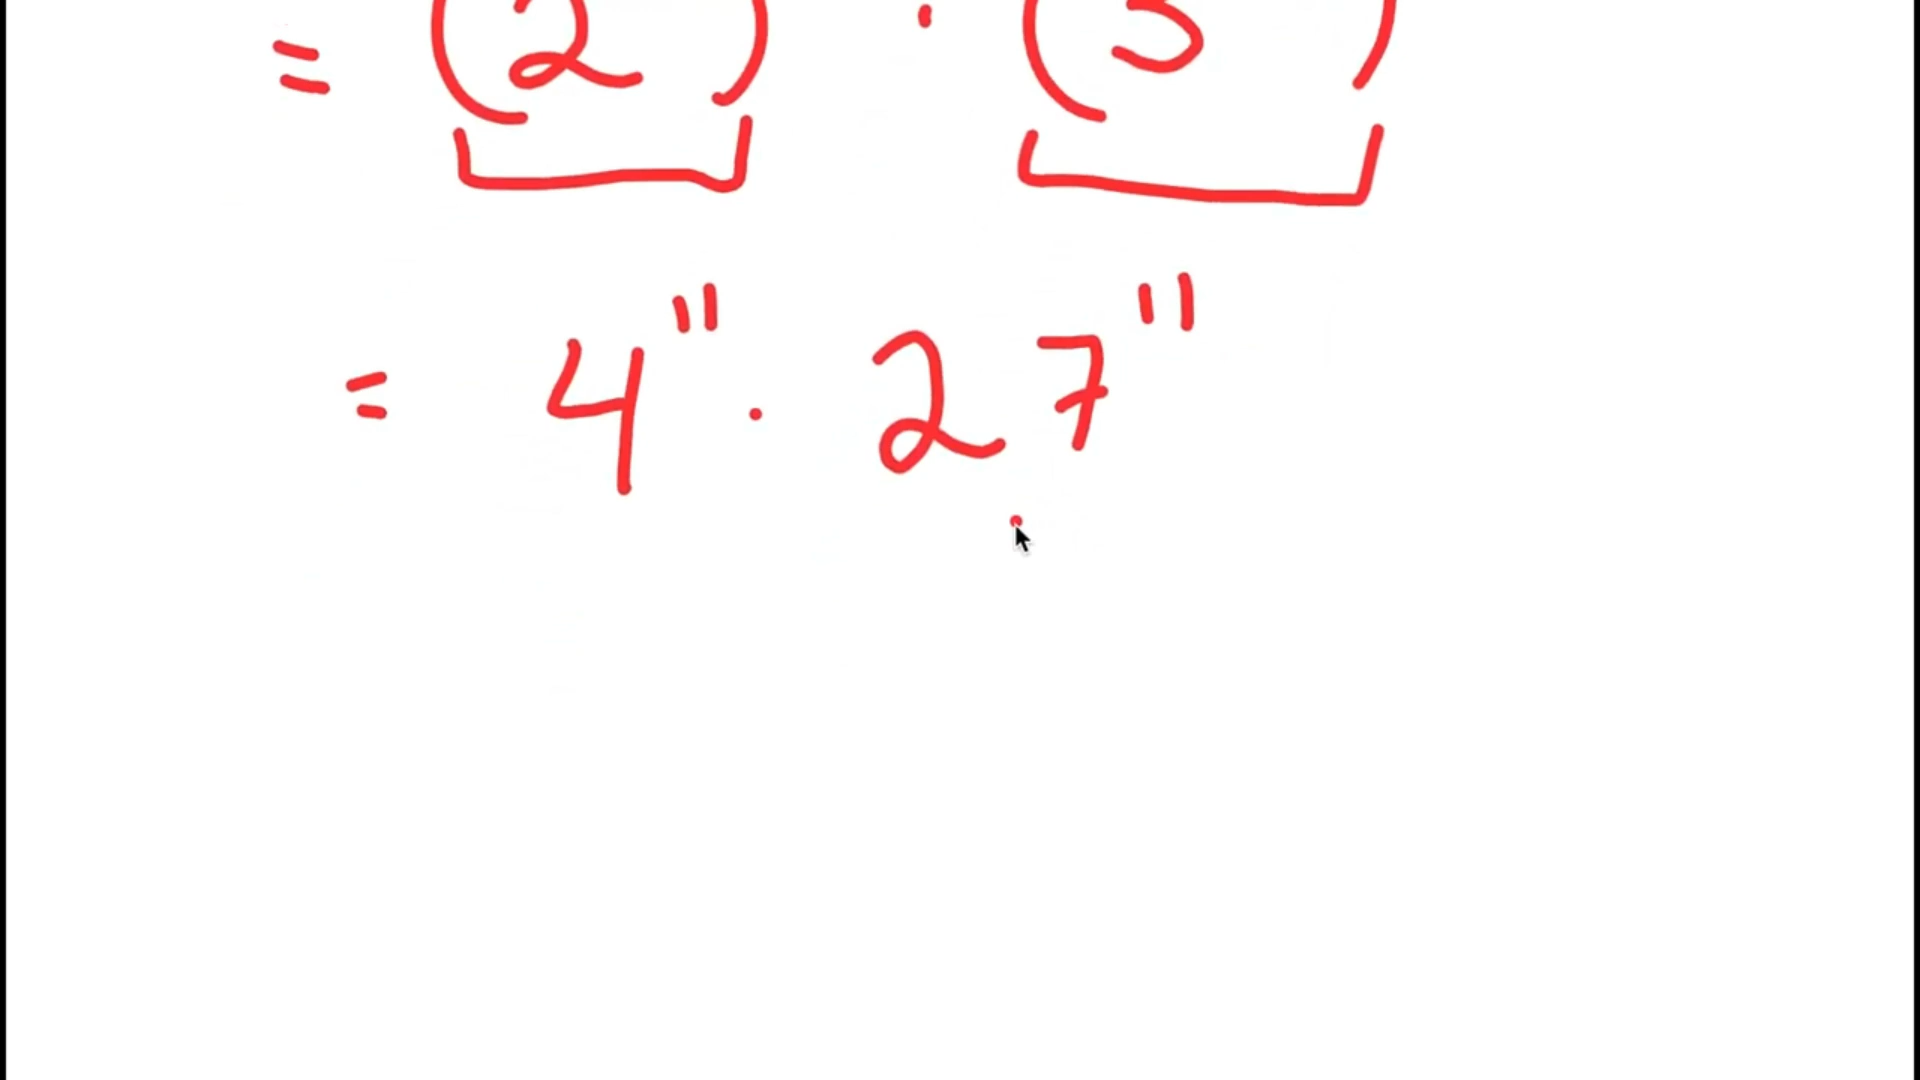 = (2 ) · (3 )
= 4¹¹ · 27¹¹